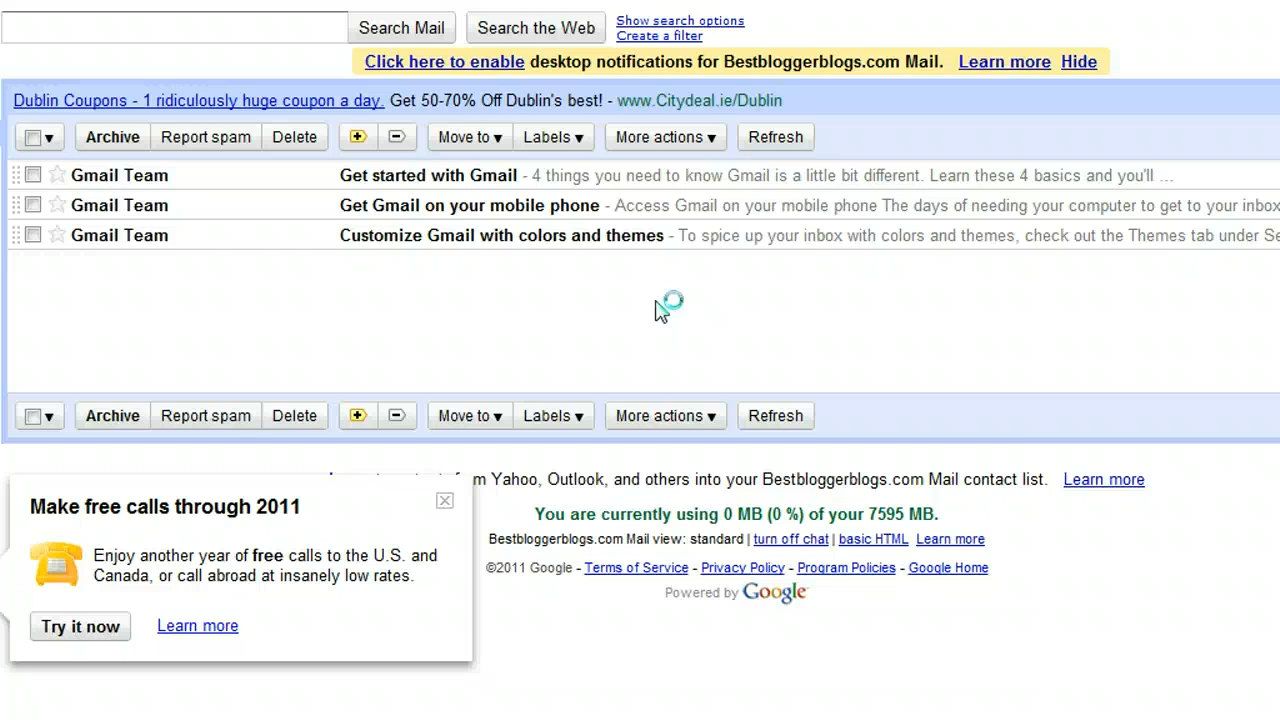 Search Mail Search the Web Show search options
Create a filter
Click here to enable desktop notifications for Bestbloggerblogs.com Mail. Learn more Hide
Dublin Coupons - 1 ridiculously huge coupon a day. Get 50-70% Off Dublin's best! - www.Citydeal.ie/Dublin
Archive Report spam Delete Move to Labels More actions Refresh
Gmail Team Get started with Gmail - 4 things you need to know Gmail is a little bit different. Learn these 4 basics and you'll ...
Gmail Team Get Gmail on your mobile phone - Access Gmail on your mobile phone The days of needing your computer to get to your inbox
Gmail Team Customize Gmail with colors and themes - To spice up your inbox with colors and themes, check out the Themes tab under Se
Archive Report spam Delete Move to Labels More actions Refresh
m Yahoo, Outlook, and others into your Bestbloggerblogs.com Mail contact list. Learn more
You are currently using 0 MB (0 %) of your 7595 MB.
Bestbloggerblogs.com Mail view: standard | turn off chat | basic HTML Learn more
©2011 Google - Terms of Service - Privacy Policy - Program Policies - Google Home
Powered by Google
Make free calls through 2011
Enjoy another year of free calls to the U.S. and
Canada, or call abroad at insanely low rates.
Try it now Learn more